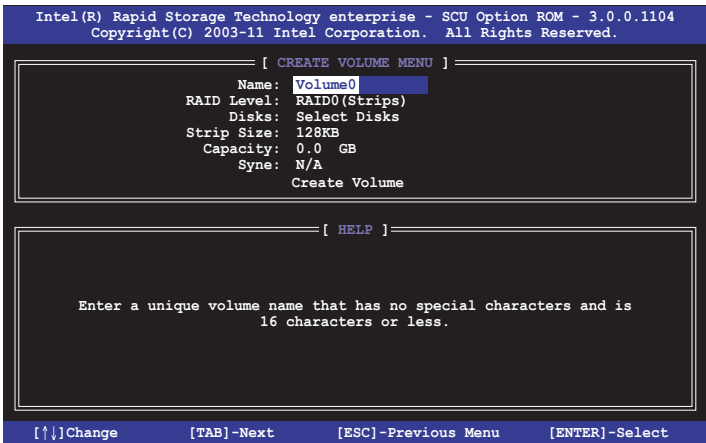 Intel(R) Rapid Storage Technology enterprise - SCU Option ROM - 3.0.0.1104
Copyright(C) 2003-11 Intel Corporation. All Rights Reserved.
[ CREATE VOLUME MENU ]
Name: Volume0
RAID Level: RAID0(Strips)
Disks: Select Disks
Strip Size: 128KB
Capacity: 0.0 GB
Syne: N/A
Create Volume
[ HELP ]
Enter a unique volume name that has no special characters and is
16 characters or less.
[↑↓]Change [TAB]-Next [ESC]-Previous Menu [ENTER]-Select